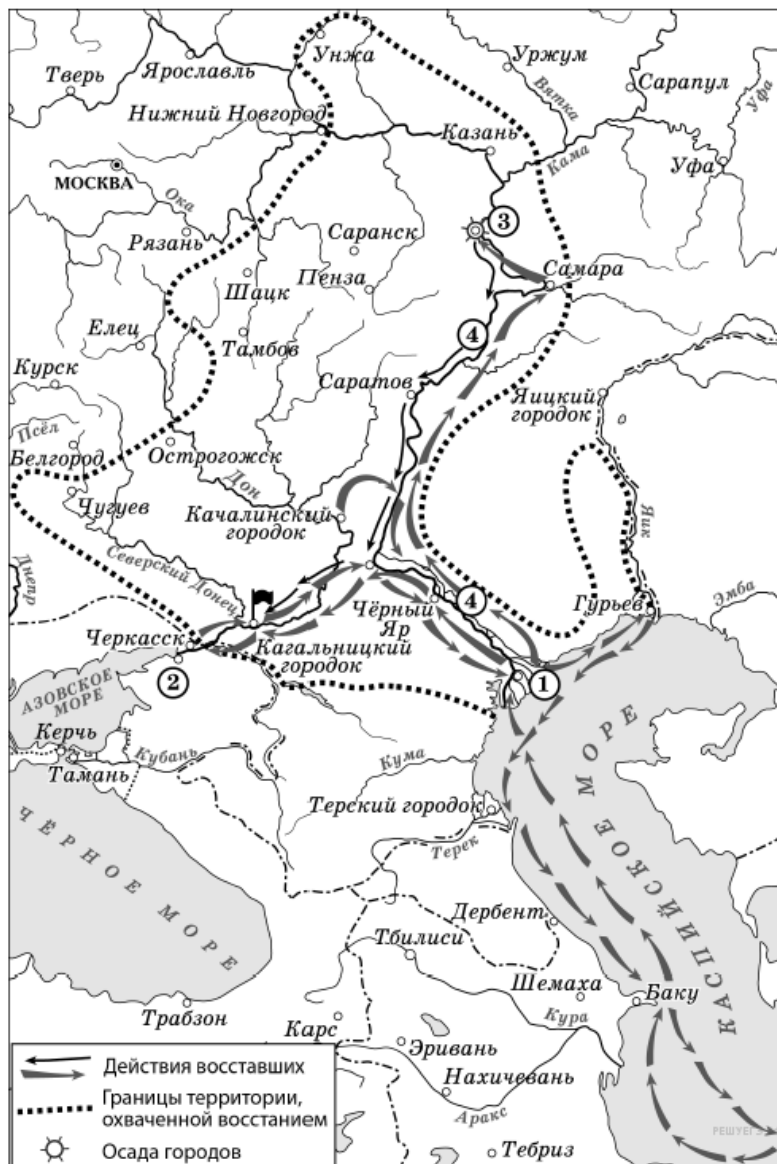 Унжа
Уржум
Тверь
Ярославль
Вятка
Сарапул
Уфа
Нижний Новгород
Казань
Кама
Уфа
МОСКВА
Ока
Рязань
Саранск
3
Шацк
Пенза
Самара
Елец
Тамбов
4
Курск
Саратов
Яицкий
городок
Псёл
Белгород
Острогожск
Чугуев
Дон
Качалинский
городок
Яик
Северский Донец
Днепр
Чёрный
Яр
4
Гурьев
Эмба
Черкасск
Кагальницкий
городок
1
АЗОВСКОЕ
МОРЕ
2
Керчь
Тамань
Кубань
Кума
Терский городок
Терек
ЧЁРНОЕ МОРЕ
КАСПИЙСКОЕ МОРЕ
Дербент
Тбилиси
Шемаха
Баку
Трабзон
Карс
Кура
Эривань
Нахичевань
Аракс
Тебриз
Действия восставших
Границы территории,
охваченной восстанием
Осада городов